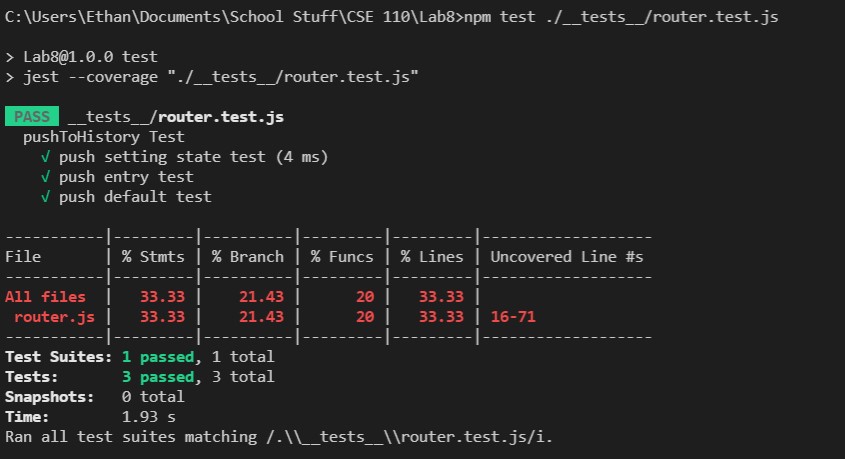 C:\Users\Ethan\Documents\School Stuff\CSE 110\Lab8>npm test ./__tests__/router.test.js
> Lab8@1.0.0 test
> jest --coverage "./__tests__/router.test.js"
PASS __tests__/router.test.js
pushToHistory Test
√ push setting state test (4 ms)
√ push entry test
√ push default test
-----------|---------|----------|---------|---------|-------------------
File       | % Stmts | % Branch | % Funcs | % Lines | Uncovered Line #s
-----------|---------|----------|---------|---------|-------------------
All files  |   33.33 |    21.43 |      20 |   33.33 |
 router.js |   33.33 |    21.43 |      20 |   33.33 | 16-71
-----------|---------|----------|---------|---------|-------------------
Test Suites: 1 passed, 1 total
Tests:       3 passed, 3 total
Snapshots:   0 total
Time:        1.93 s
Ran all test suites matching /.\\__tests__\\router.test.js/i.